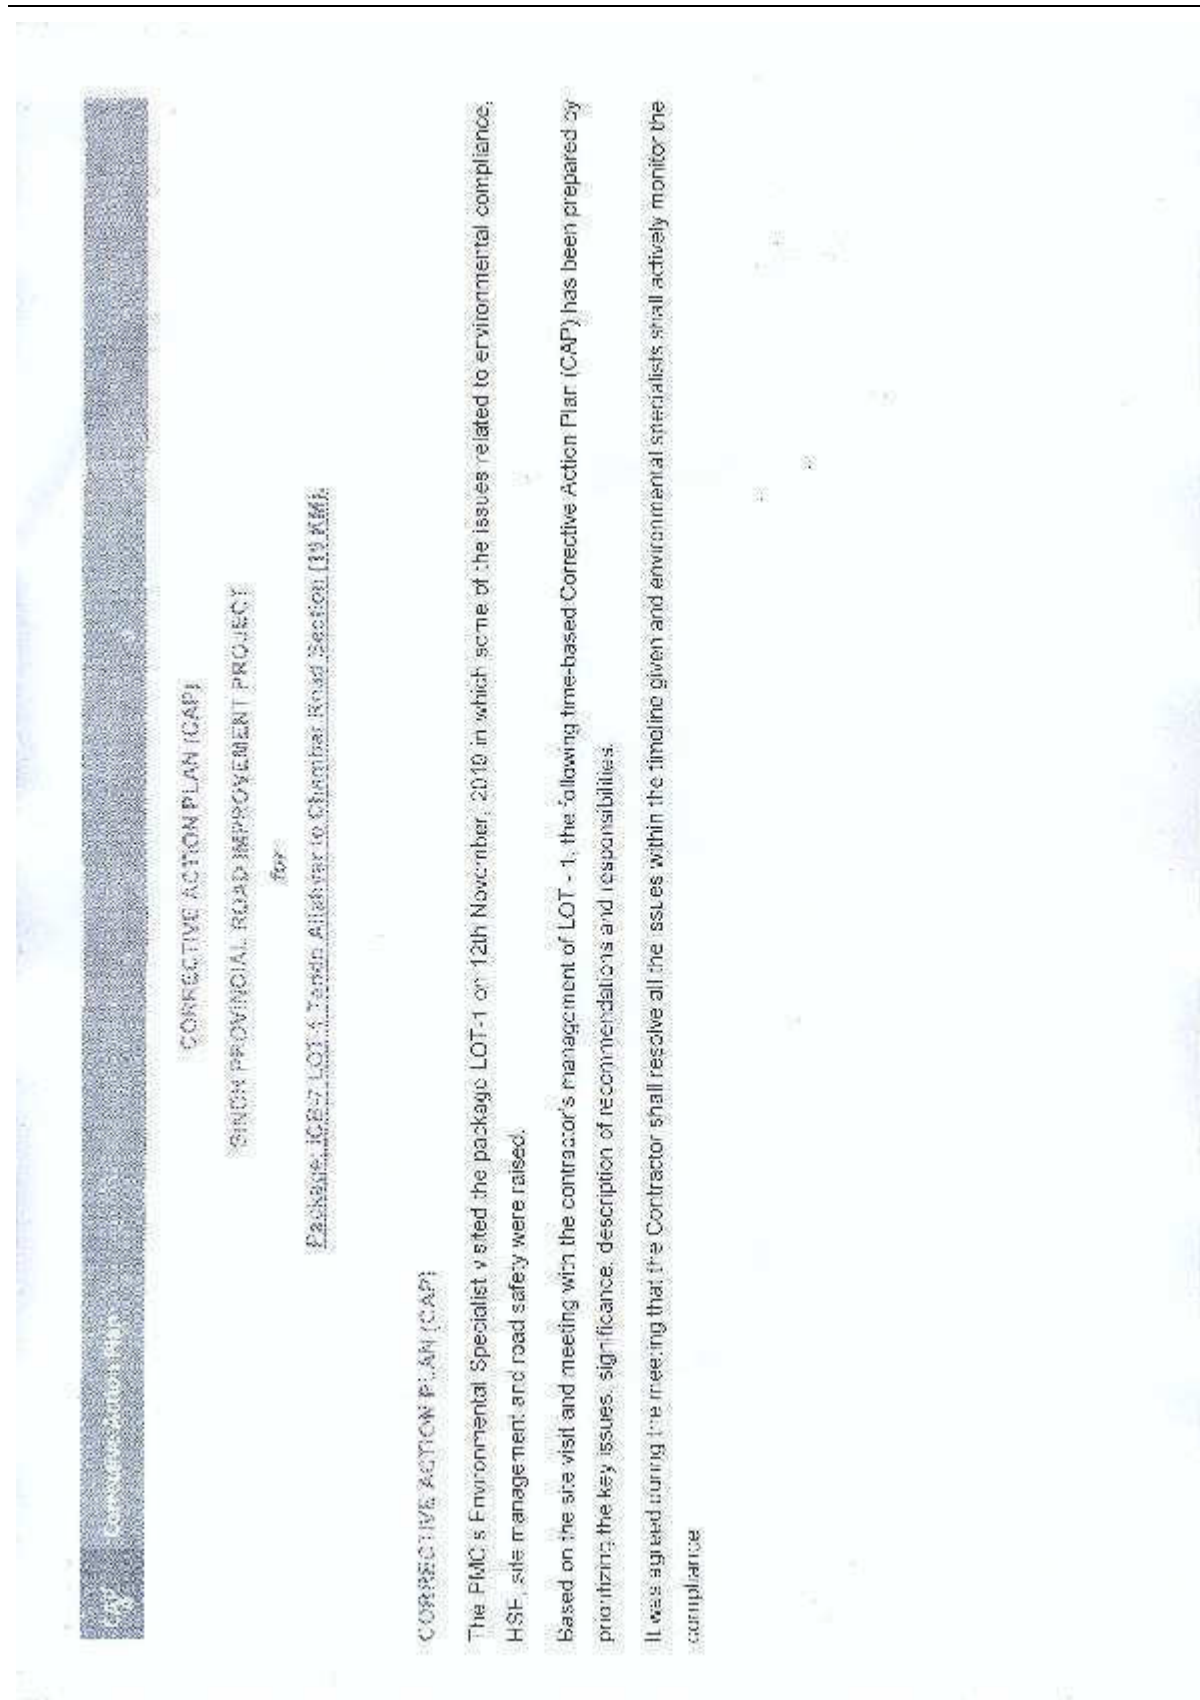 Corrective Action Plan
CORRECTIVE ACTION PLAN (CAP)
SINDH PROVINCIAL ROAD IMPROVEMENT PROJECT
for
Package: ICB-7 LOT-1 Tando Allahyar to Chambar Road Section (19 KM).
CORRECTIVE ACTION PLAN (CAP)
The PMC's Environmental Specialist visited the package LOT-1 on 12th November, 2019 in which some of the issues related to environmental compliance,
HSE, site management and road safety were raised.
Based on the site visit and meeting with the contractor's management of LOT - 1, the following time-based Corrective Action Plan (CAP) has been prepared by
prioritizing the key issues, significance, description of recommendations and responsibilities.
It was agreed during the meeting that the Contractor shall resolve all the issues within the timeline given and environmental specialists shall actively monitor the
compliance